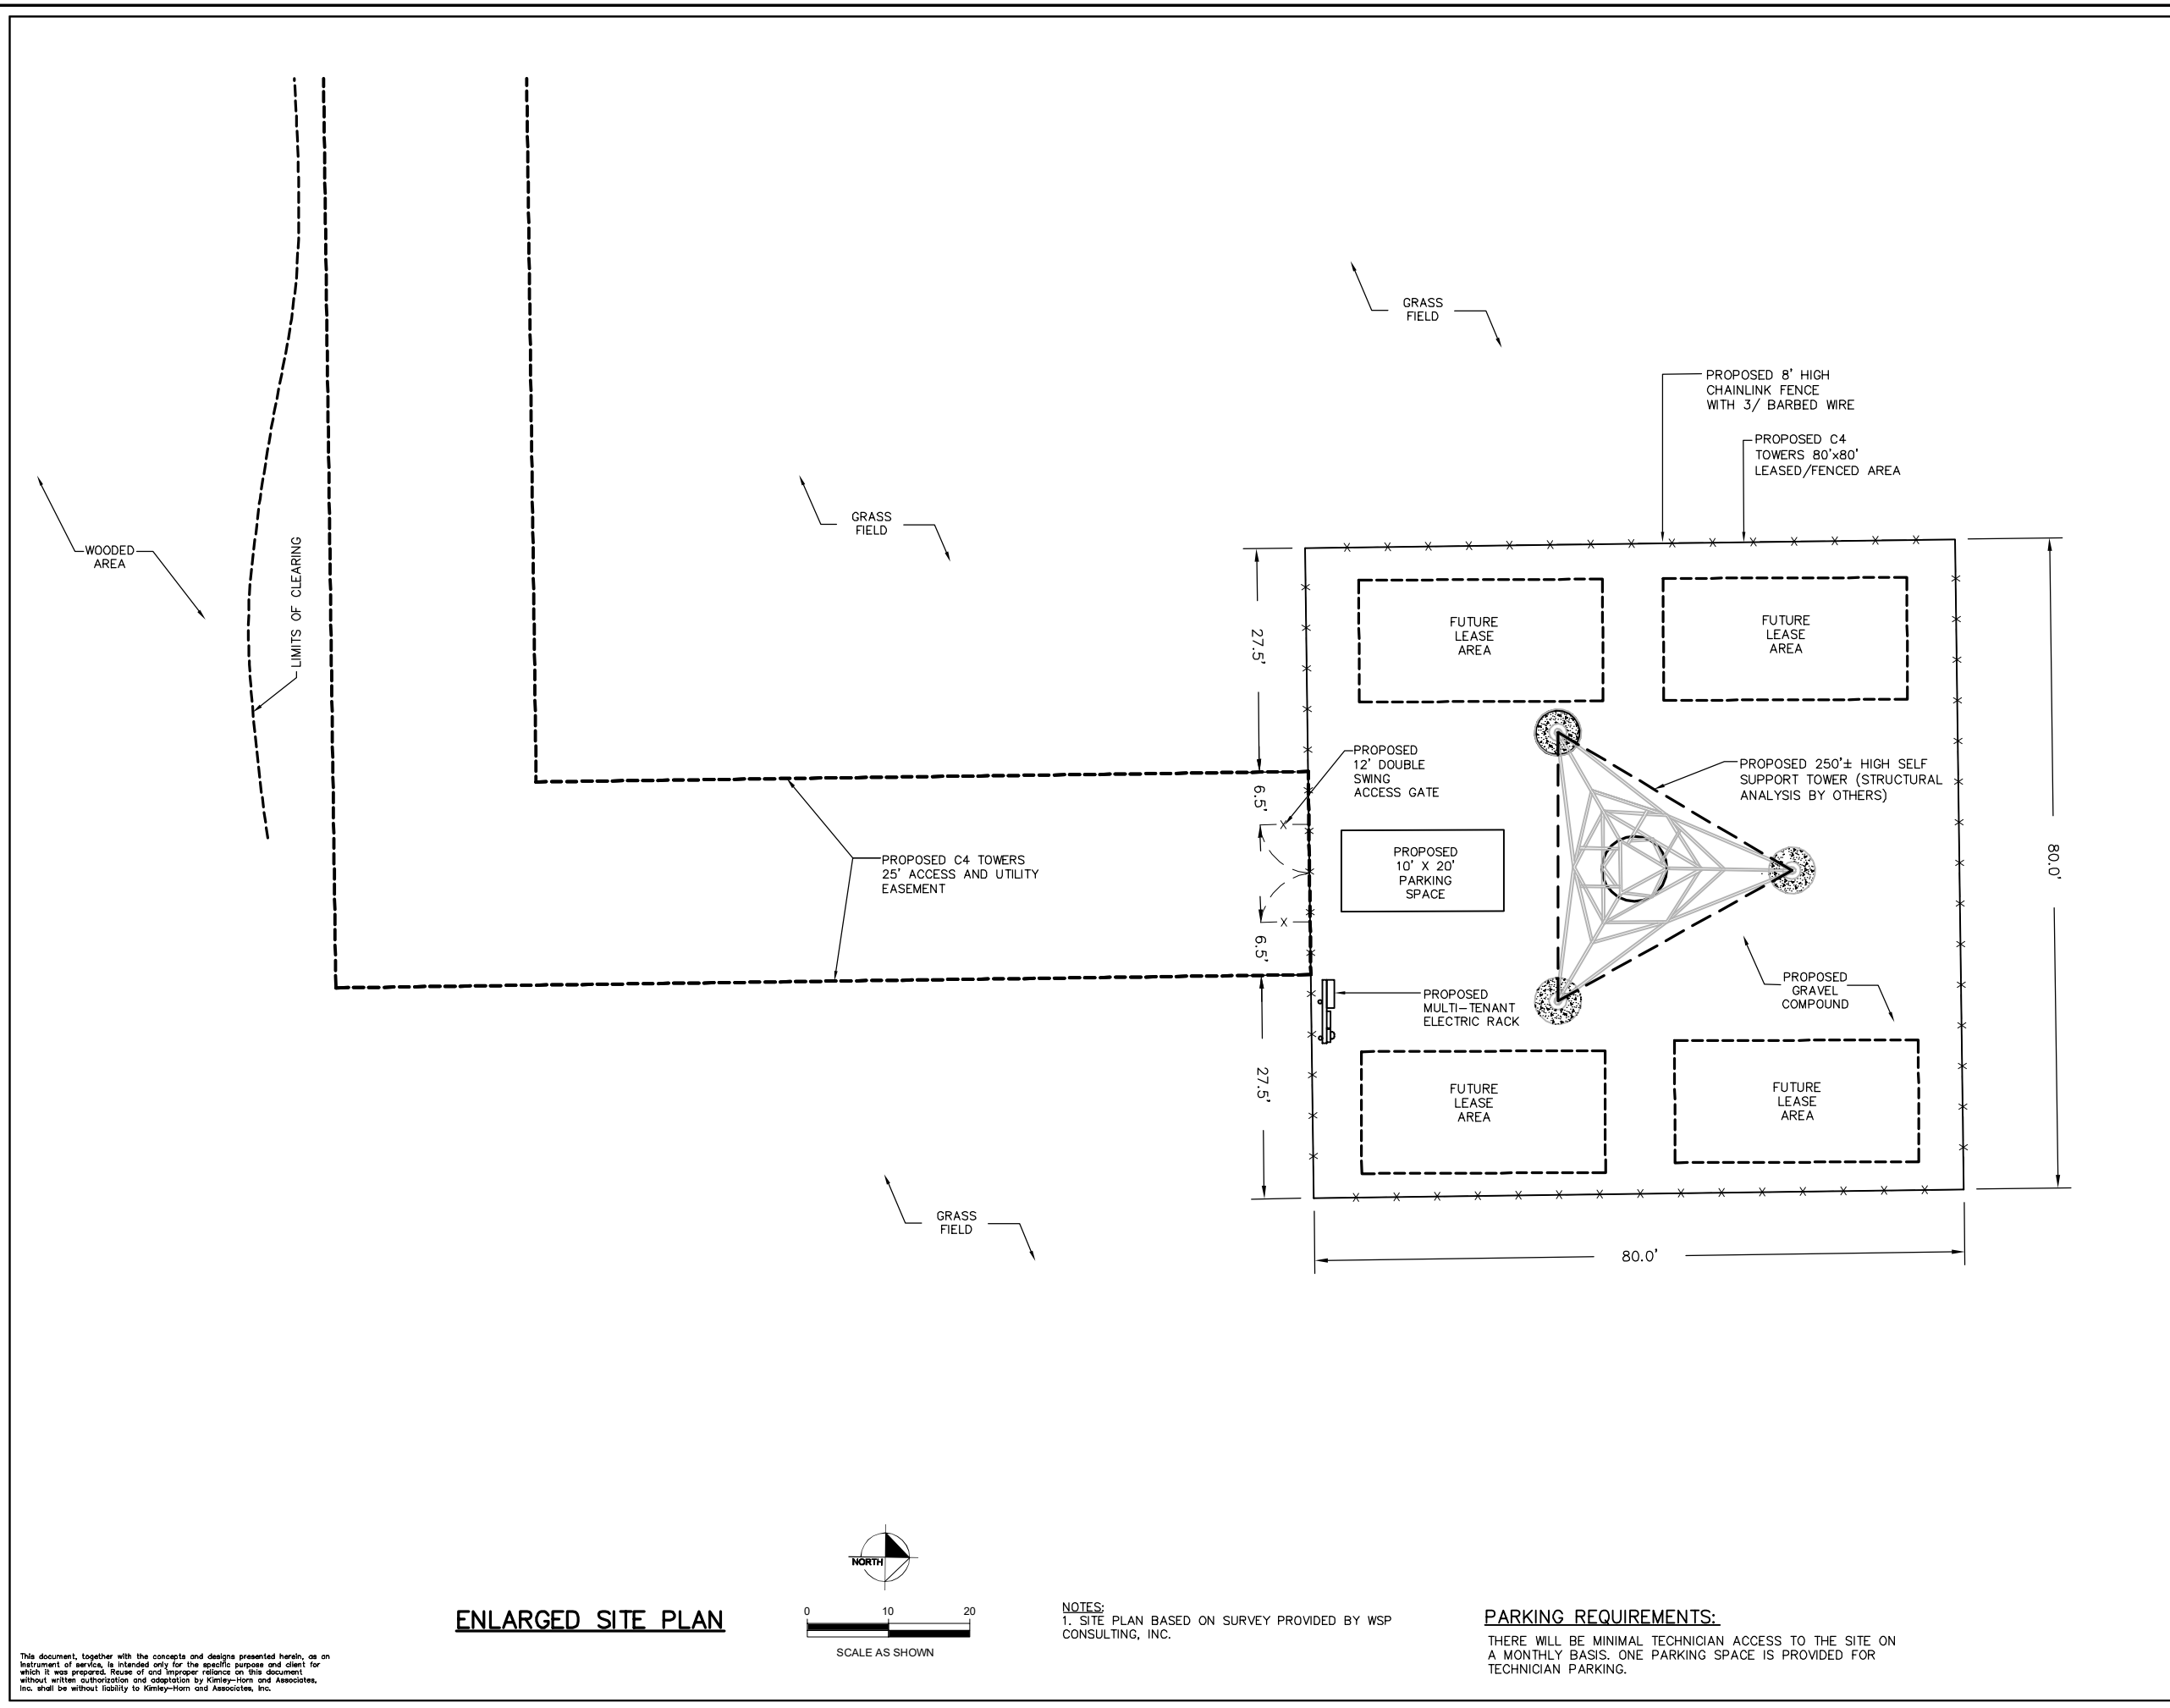 GRASS
FIELD
PROPOSED 8' HIGH
CHAINLINK FENCE
WITH 3/ BARBED WIRE
PROPOSED C4
TOWERS 80'x80'
LEASED/FENCED AREA
GRASS
FIELD
WOODED
AREA
LIMITS OF CLEARING
27.5'
FUTURE
LEASE
AREA
FUTURE
LEASE
AREA
PROPOSED
12' DOUBLE
SWING
ACCESS GATE
PROPOSED 250'± HIGH SELF
SUPPORT TOWER (STRUCTURAL
ANALYSIS BY OTHERS)
6.5'
PROPOSED
10' X 20'
PARKING
SPACE
80.0'
PROPOSED C4 TOWERS
25' ACCESS AND UTILITY
EASEMENT
6.5'
PROPOSED
MULTI-TENANT
ELECTRIC RACK
PROPOSED
GRAVEL
COMPOUND
27.5'
FUTURE
LEASE
AREA
FUTURE
LEASE
AREA
GRASS
FIELD
80.0'
NORTH
ENLARGED SITE PLAN
0 10 20
SCALE AS SHOWN
NOTES:
1. SITE PLAN BASED ON SURVEY PROVIDED BY WSP
CONSULTING, INC.
PARKING REQUIREMENTS:
THERE WILL BE MINIMAL TECHNICIAN ACCESS TO THE SITE ON
A MONTHLY BASIS. ONE PARKING SPACE IS PROVIDED FOR
TECHNICIAN PARKING.
This document, together with the concepts and designs presented herein, as an
instrument of service, is intended only for the specific purpose and client for
which it was prepared. Reuse of and improper reliance on this document
without written authorization and adaptation by Kimley-Horn and Associates,
Inc. shall be without liability to Kimley-Horn and Associates, Inc.